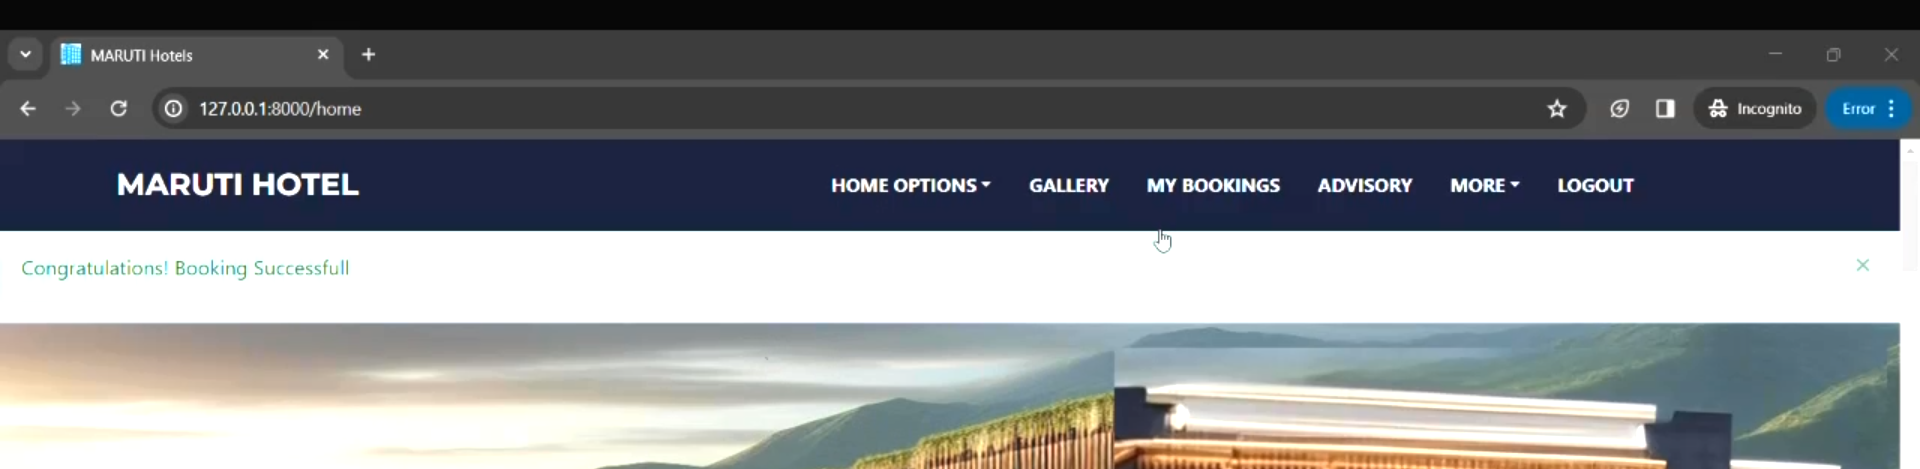 MARUTI Hotels
127.0.0.1:8000/home
Incognito
Error
MARUTI HOTEL
HOME OPTIONS
GALLERY
MY BOOKINGS
ADVISORY
MORE
LOGOUT
Congratulations! Booking Successfull